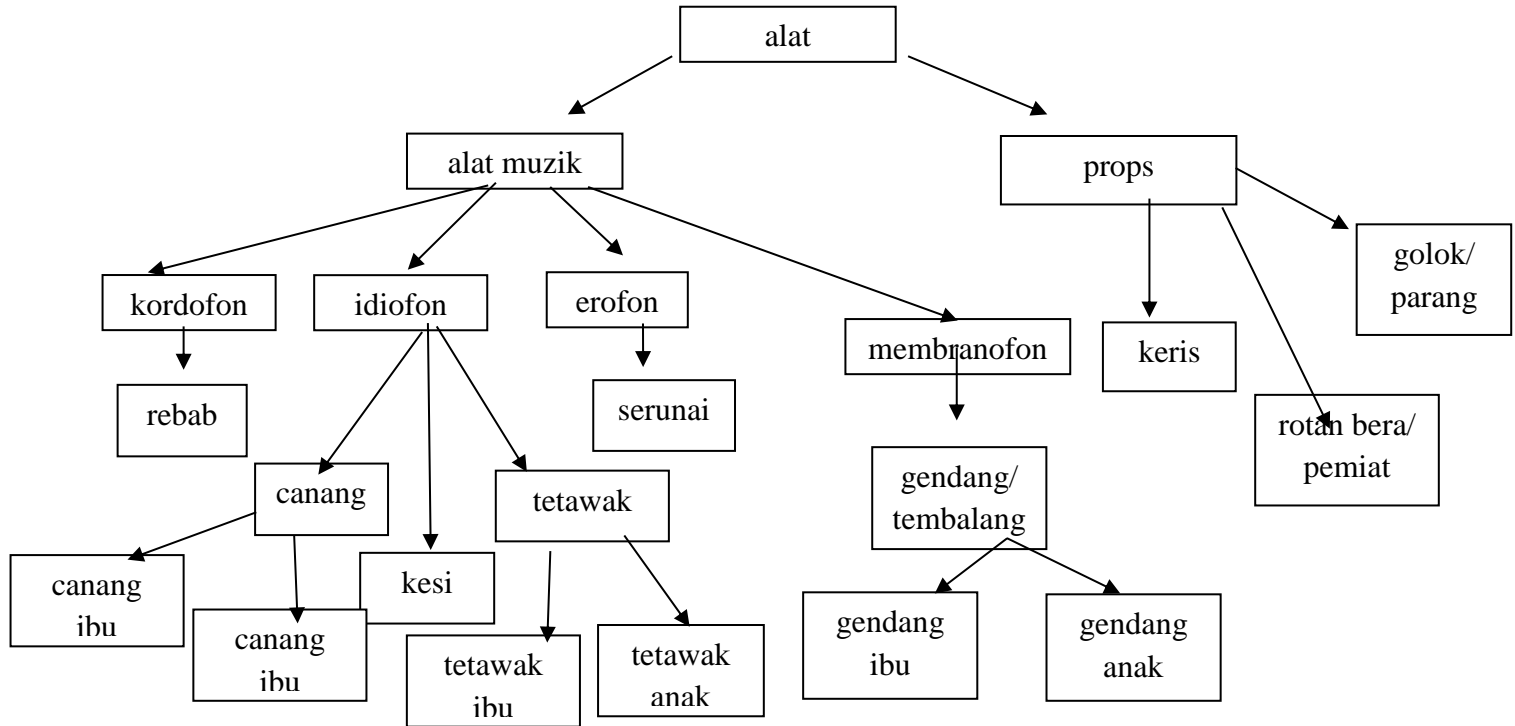 alat
alat muzik
props
kordofon
idiofon
erofon
membranofon
keris
golok/
parang
rebab
serunai
rotan bera/
pemiat
canang
tetawak
gendang/
tembalang
canang
ibu
canang
ibu
kesi
tetawak
ibu
tetawak
anak
gendang
ibu
gendang
anak